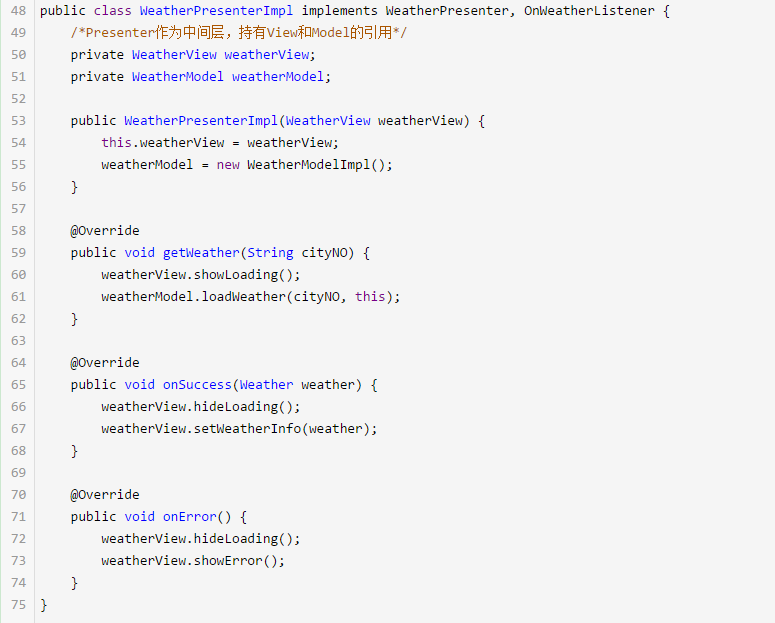 48 public class WeatherPresenterImpl implements WeatherPresenter, OnWeatherListener {
49     /*Presenter作为中间层，持有View和Model的引用*/
50     private WeatherView weatherView;
51     private WeatherModel weatherModel;
52
53     public WeatherPresenterImpl(WeatherView weatherView) {
54         this.weatherView = weatherView;
55         weatherModel = new WeatherModelImpl();
56     }
57
58     @Override
59     public void getWeather(String cityNO) {
60         weatherView.showLoading();
61         weatherModel.loadWeather(cityNO, this);
62     }
63
64     @Override
65     public void onSuccess(Weather weather) {
66         weatherView.hideLoading();
67         weatherView.setWeatherInfo(weather);
68     }
69
70     @Override
71     public void onError() {
72         weatherView.hideLoading();
73         weatherView.showError();
74     }
75 }